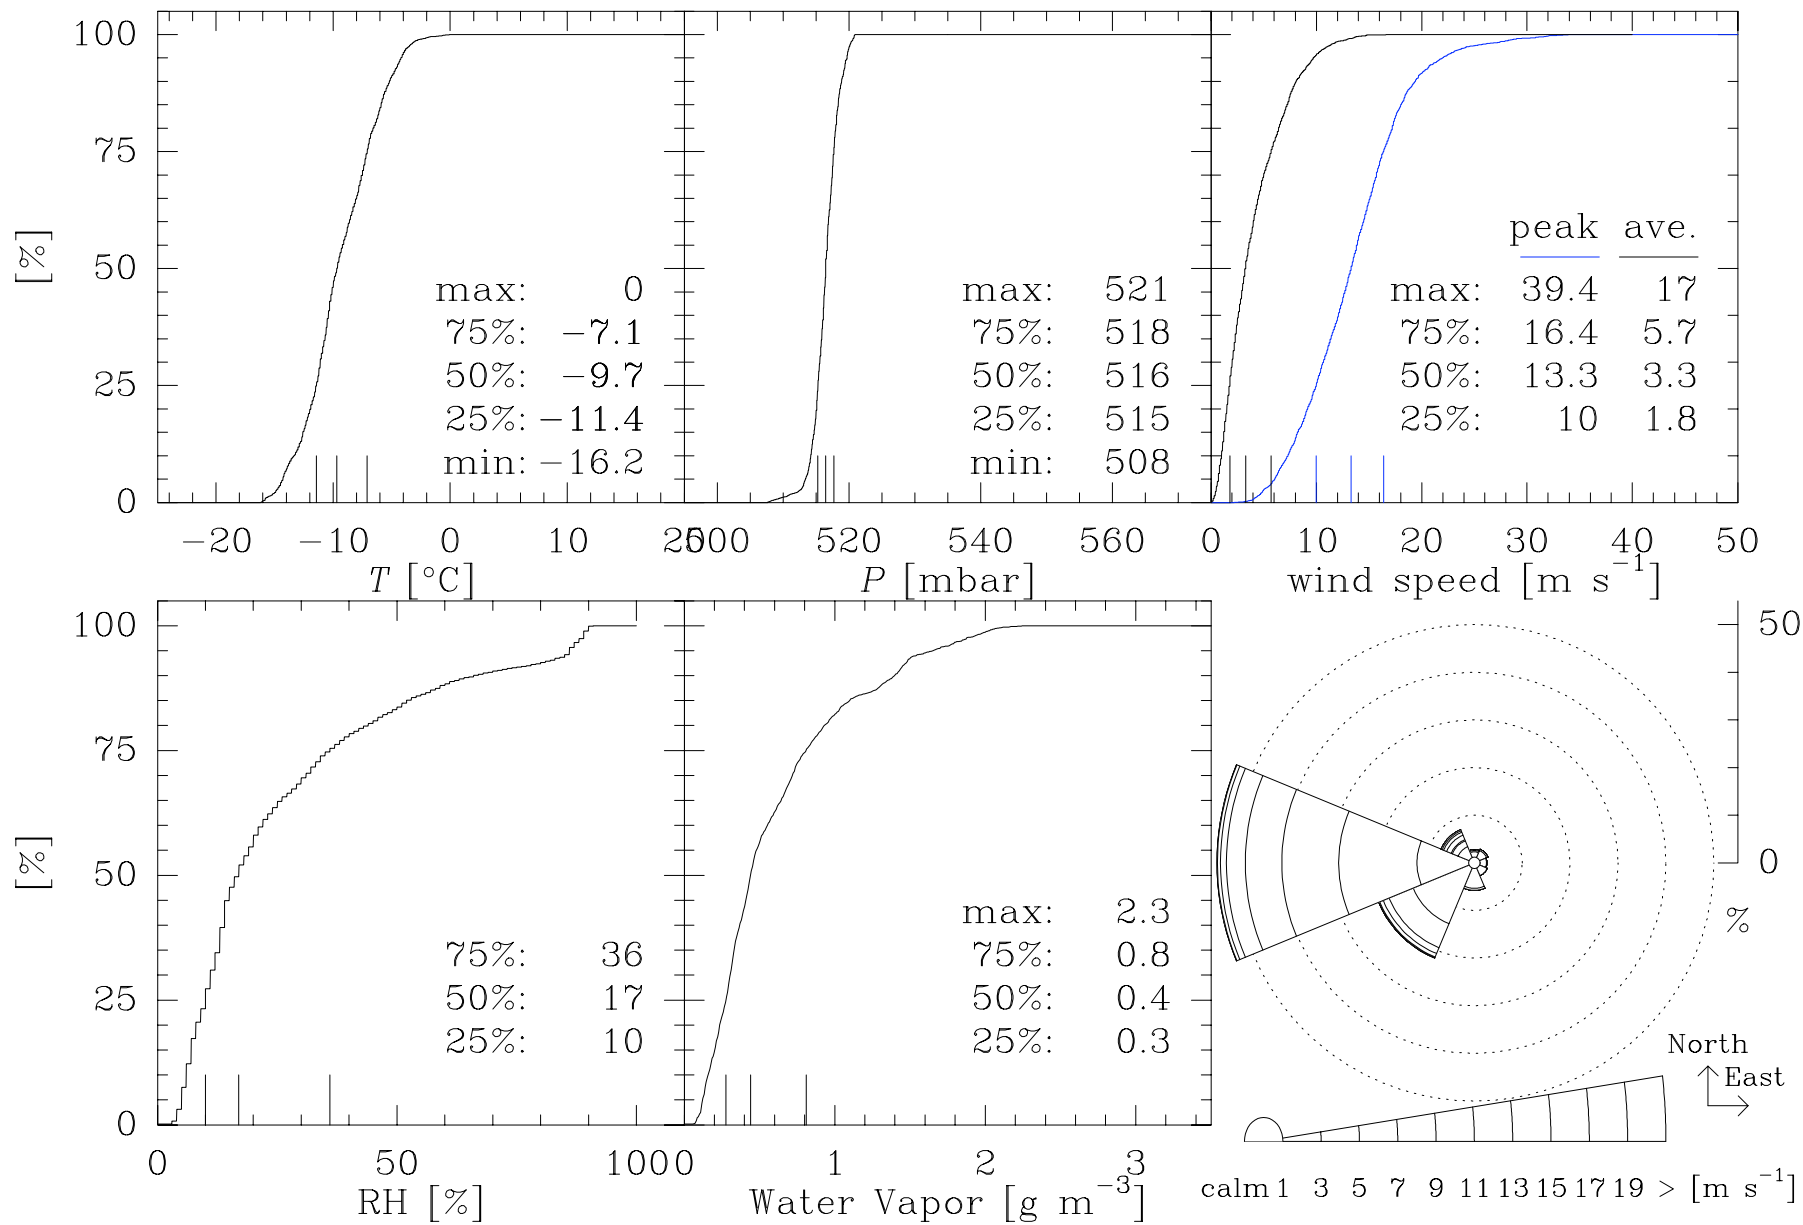 100
75
50
25
0
[%]
max: 0
75%: −7.1
50%: −9.7
25%: −11.4
min: −16.2
−20 −10 0 10 20
T [°C]
max: 521
75%: 518
50%: 516
25%: 515
min: 508
500 520 540 560
P [mbar]
peak ave.
max: 39.4 17
75%: 16.4 5.7
50%: 13.3 3.3
25%: 10 1.8
0 10 20 30 40 50
wind speed [m s−1]
100
75
50
25
0
[%]
75%: 36
50%: 17
25%: 10
0 50 100
RH [%]
max: 2.3
75%: 0.8
50%: 0.4
25%: 0.3
0 1 2 3
Water Vapor [g m−3]
50
0
%
North
East
calm 1 3 5 7 9 11 13 15 17 19 > [m s−1]